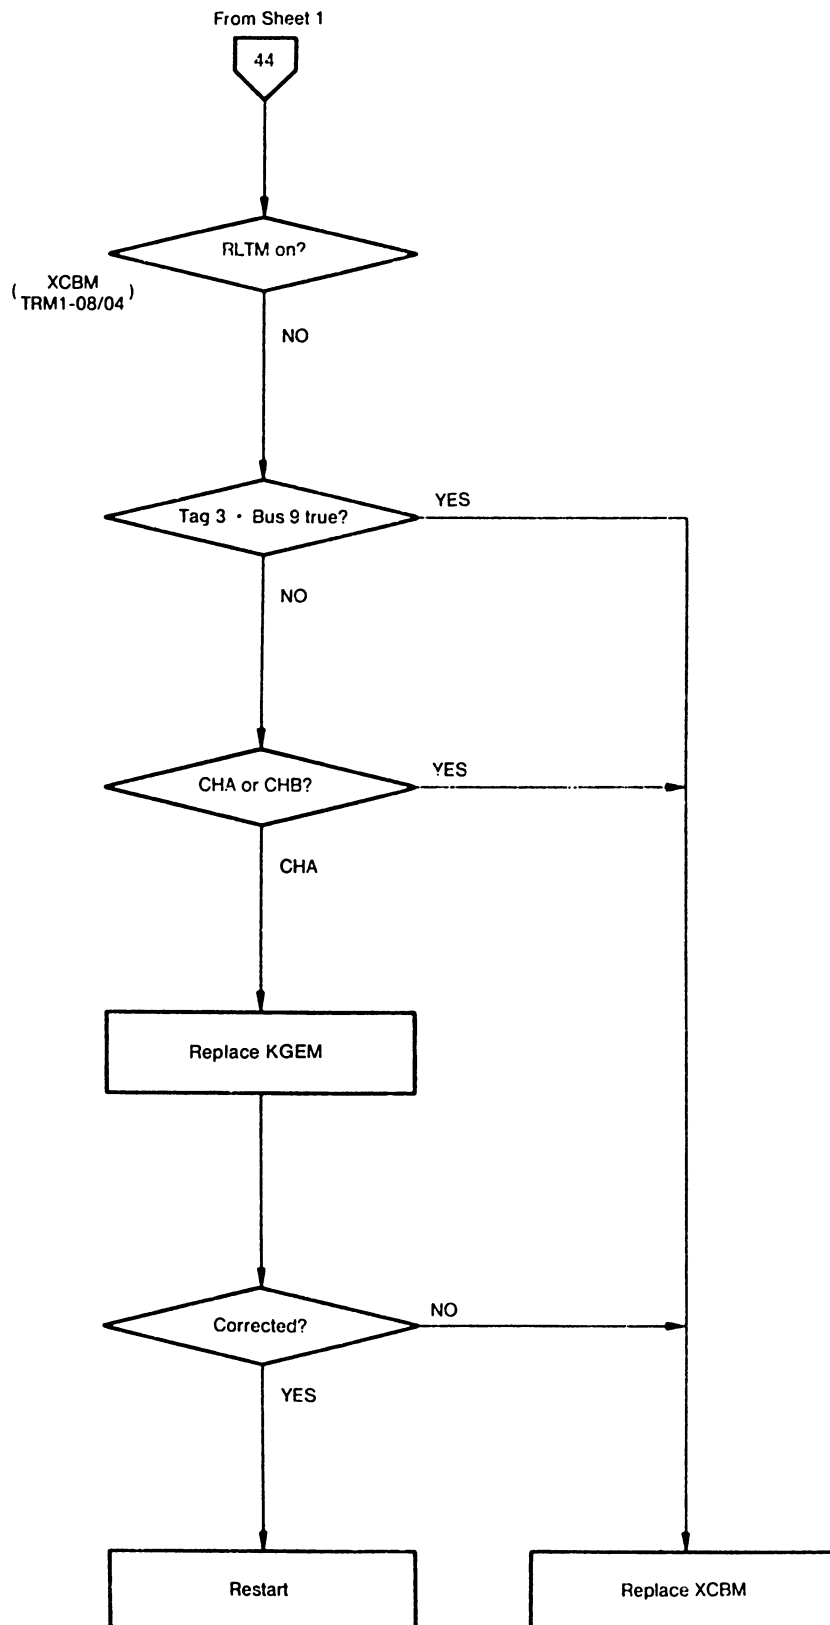 From Sheet 1
44
RLTM on?
( XCBM
TRM1-08/04 )
NO
Tag 3 • Bus 9 true?
YES
NO
CHA or CHB?
YES
CHA
Replace KGEM
Corrected?
NO
YES
Restart
Replace XCBM